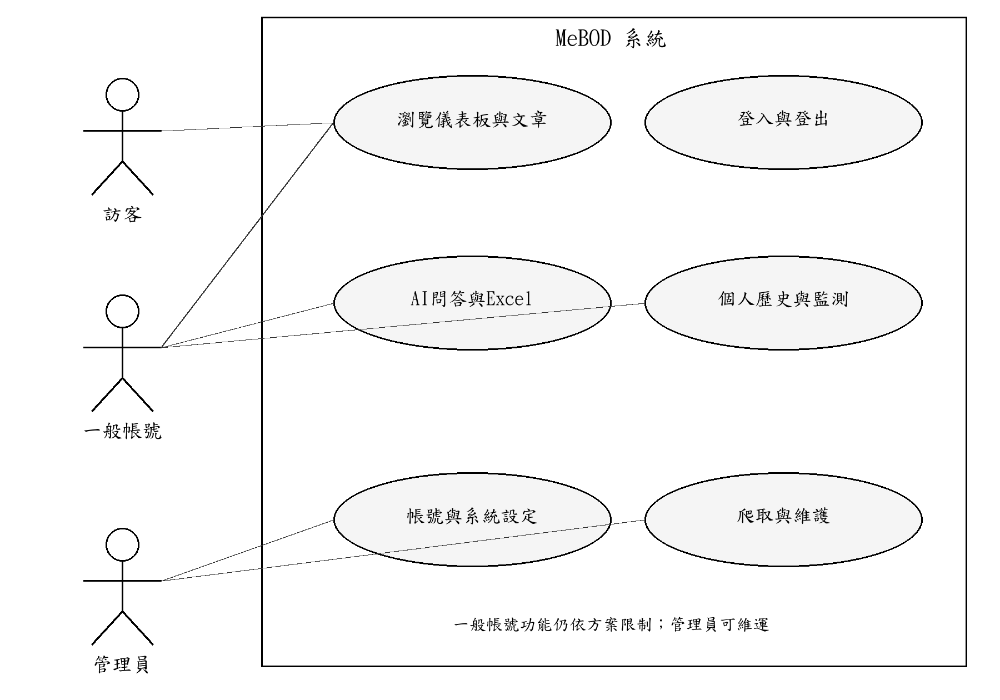 MeBOD 系統
瀏覽儀表板與文章
登入與登出
訪客
AI問答與Excel
個人歷史與監測
一般帳號
帳號與系統設定
爬取與維護
一般帳號功能仍依方案限制；管理員可維運
管理員